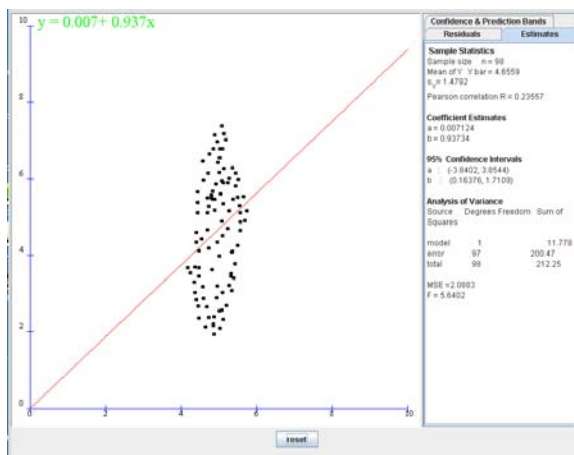 y = 0.007+ 0.937x
10
8
6
4
2
0
0
2
4
6
8
10
reset
Confidence & Prediction Bands
Residuals
Estimates
Sample Statistics
Sample size n = 99
Mean of Y Y bar = 4.6559
s_Y= 1.4792
Pearson correlation R = 0.23557
Coefficient Estimates
a = 0.007124
b = 0.93734
95% Confidence Intervals
a : (-3.8402, 3.8544)
b : (0.16376, 1.7109)
Analysis of Variance
Source Degrees Freedom Sum of
Squares
model 1 11.778
error 97 200.47
total 98 212.25
MSE =2.0883
F = 5.6402